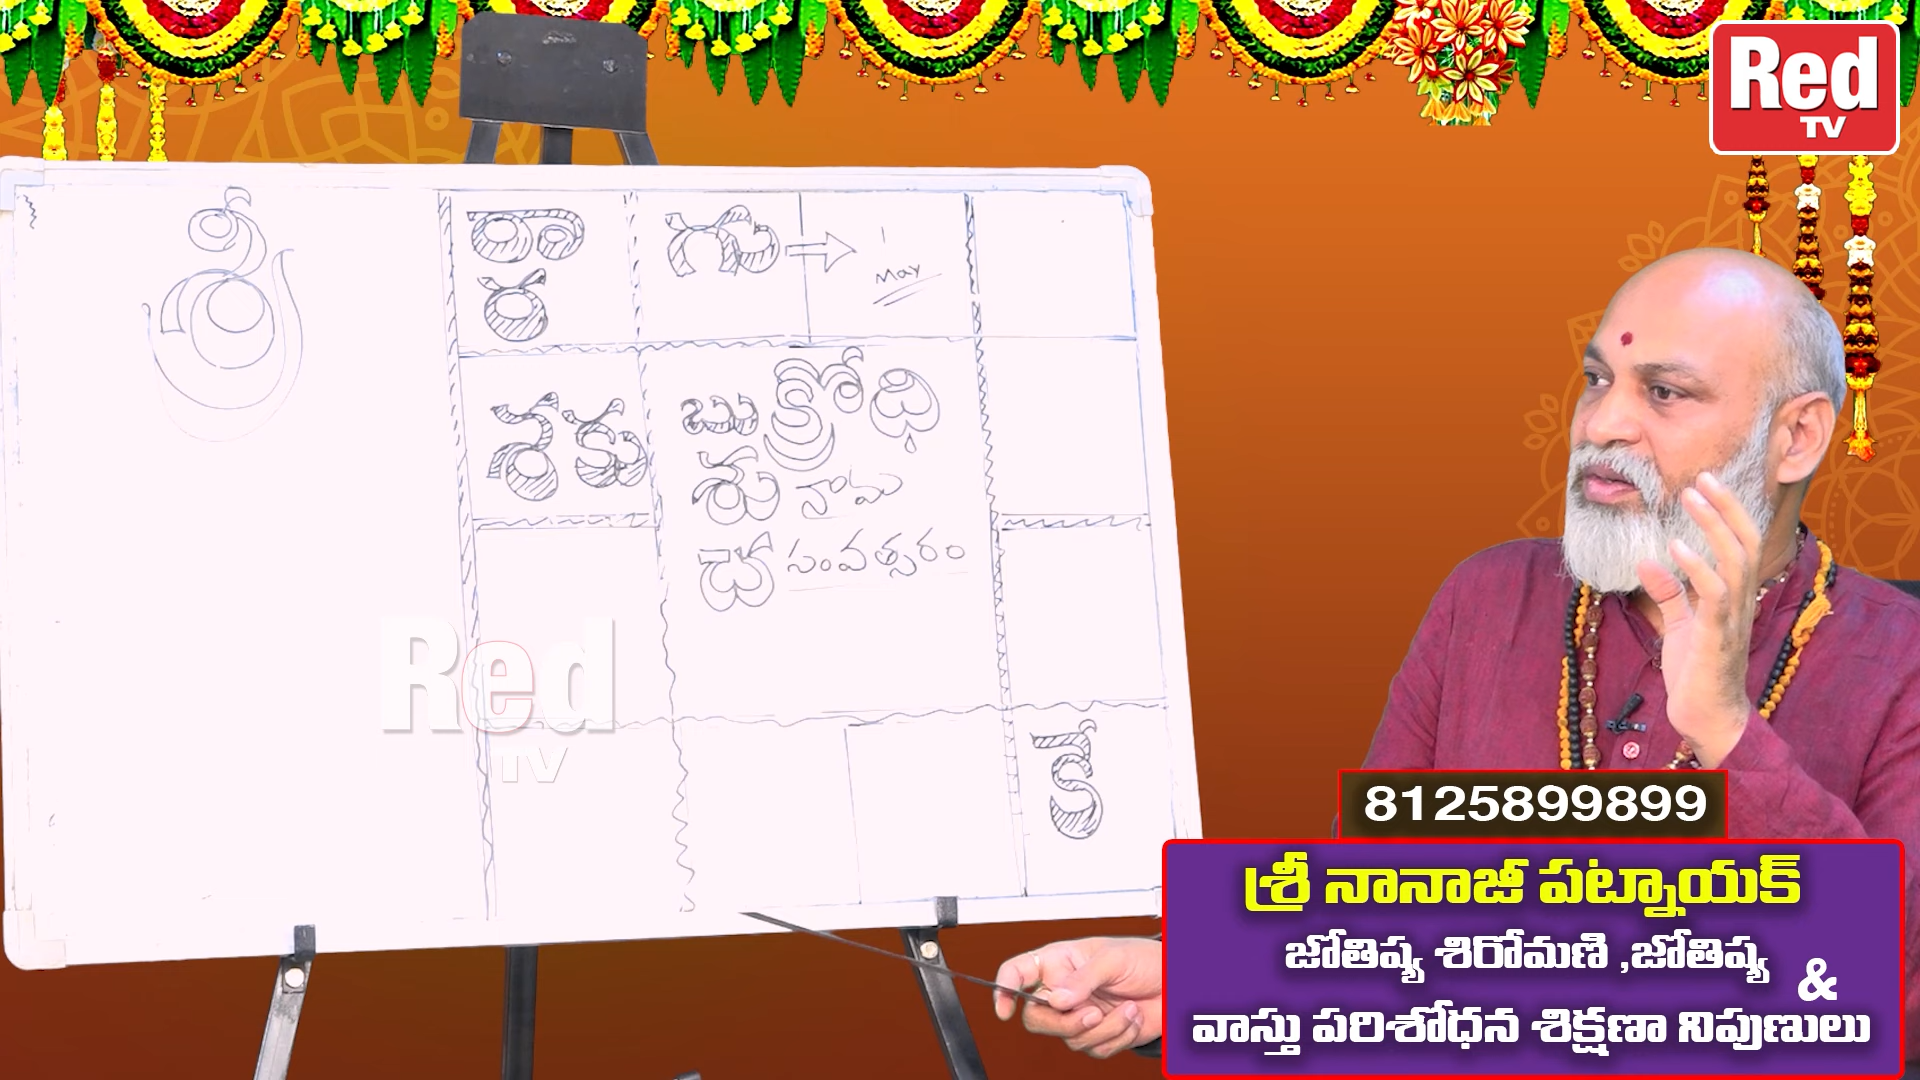 Red
TV
శ్రీ
రా
ర
గు
1
May
శ
కు
బు
క్రోధి
శు
నామ
చ
సంవత్సరం
Red
TV
కే
8125899899
శ్రీ నానాజీ పట్నాయక్
జ్యోతిష్య శిరోమణి ,జ్యోతిష్య &
వాస్తు పరిశోధన శిక్షణా నిపుణులు